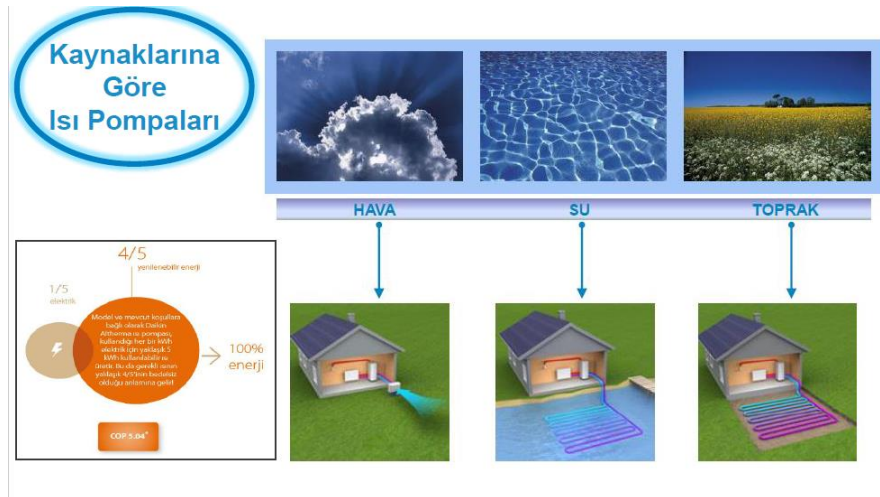 Kaynaklarına
Göre
Isı Pompaları
HAVA
SU
TOPRAK
4/5
yenilenebilir enerji
1/5
elektrik
Model ve mevcut koşullara
bağlı olarak Daikin
Altherma ısı pompası,
kullandığı her bir kWh
elektrik için yaklaşık 5
kWh kullanılabilir ısı
üretir. Bu da gerekli ısının
yaklaşık 4/5'inin bedelsiz
olduğu anlamına gelir!
100%
enerji
COP 5.04*